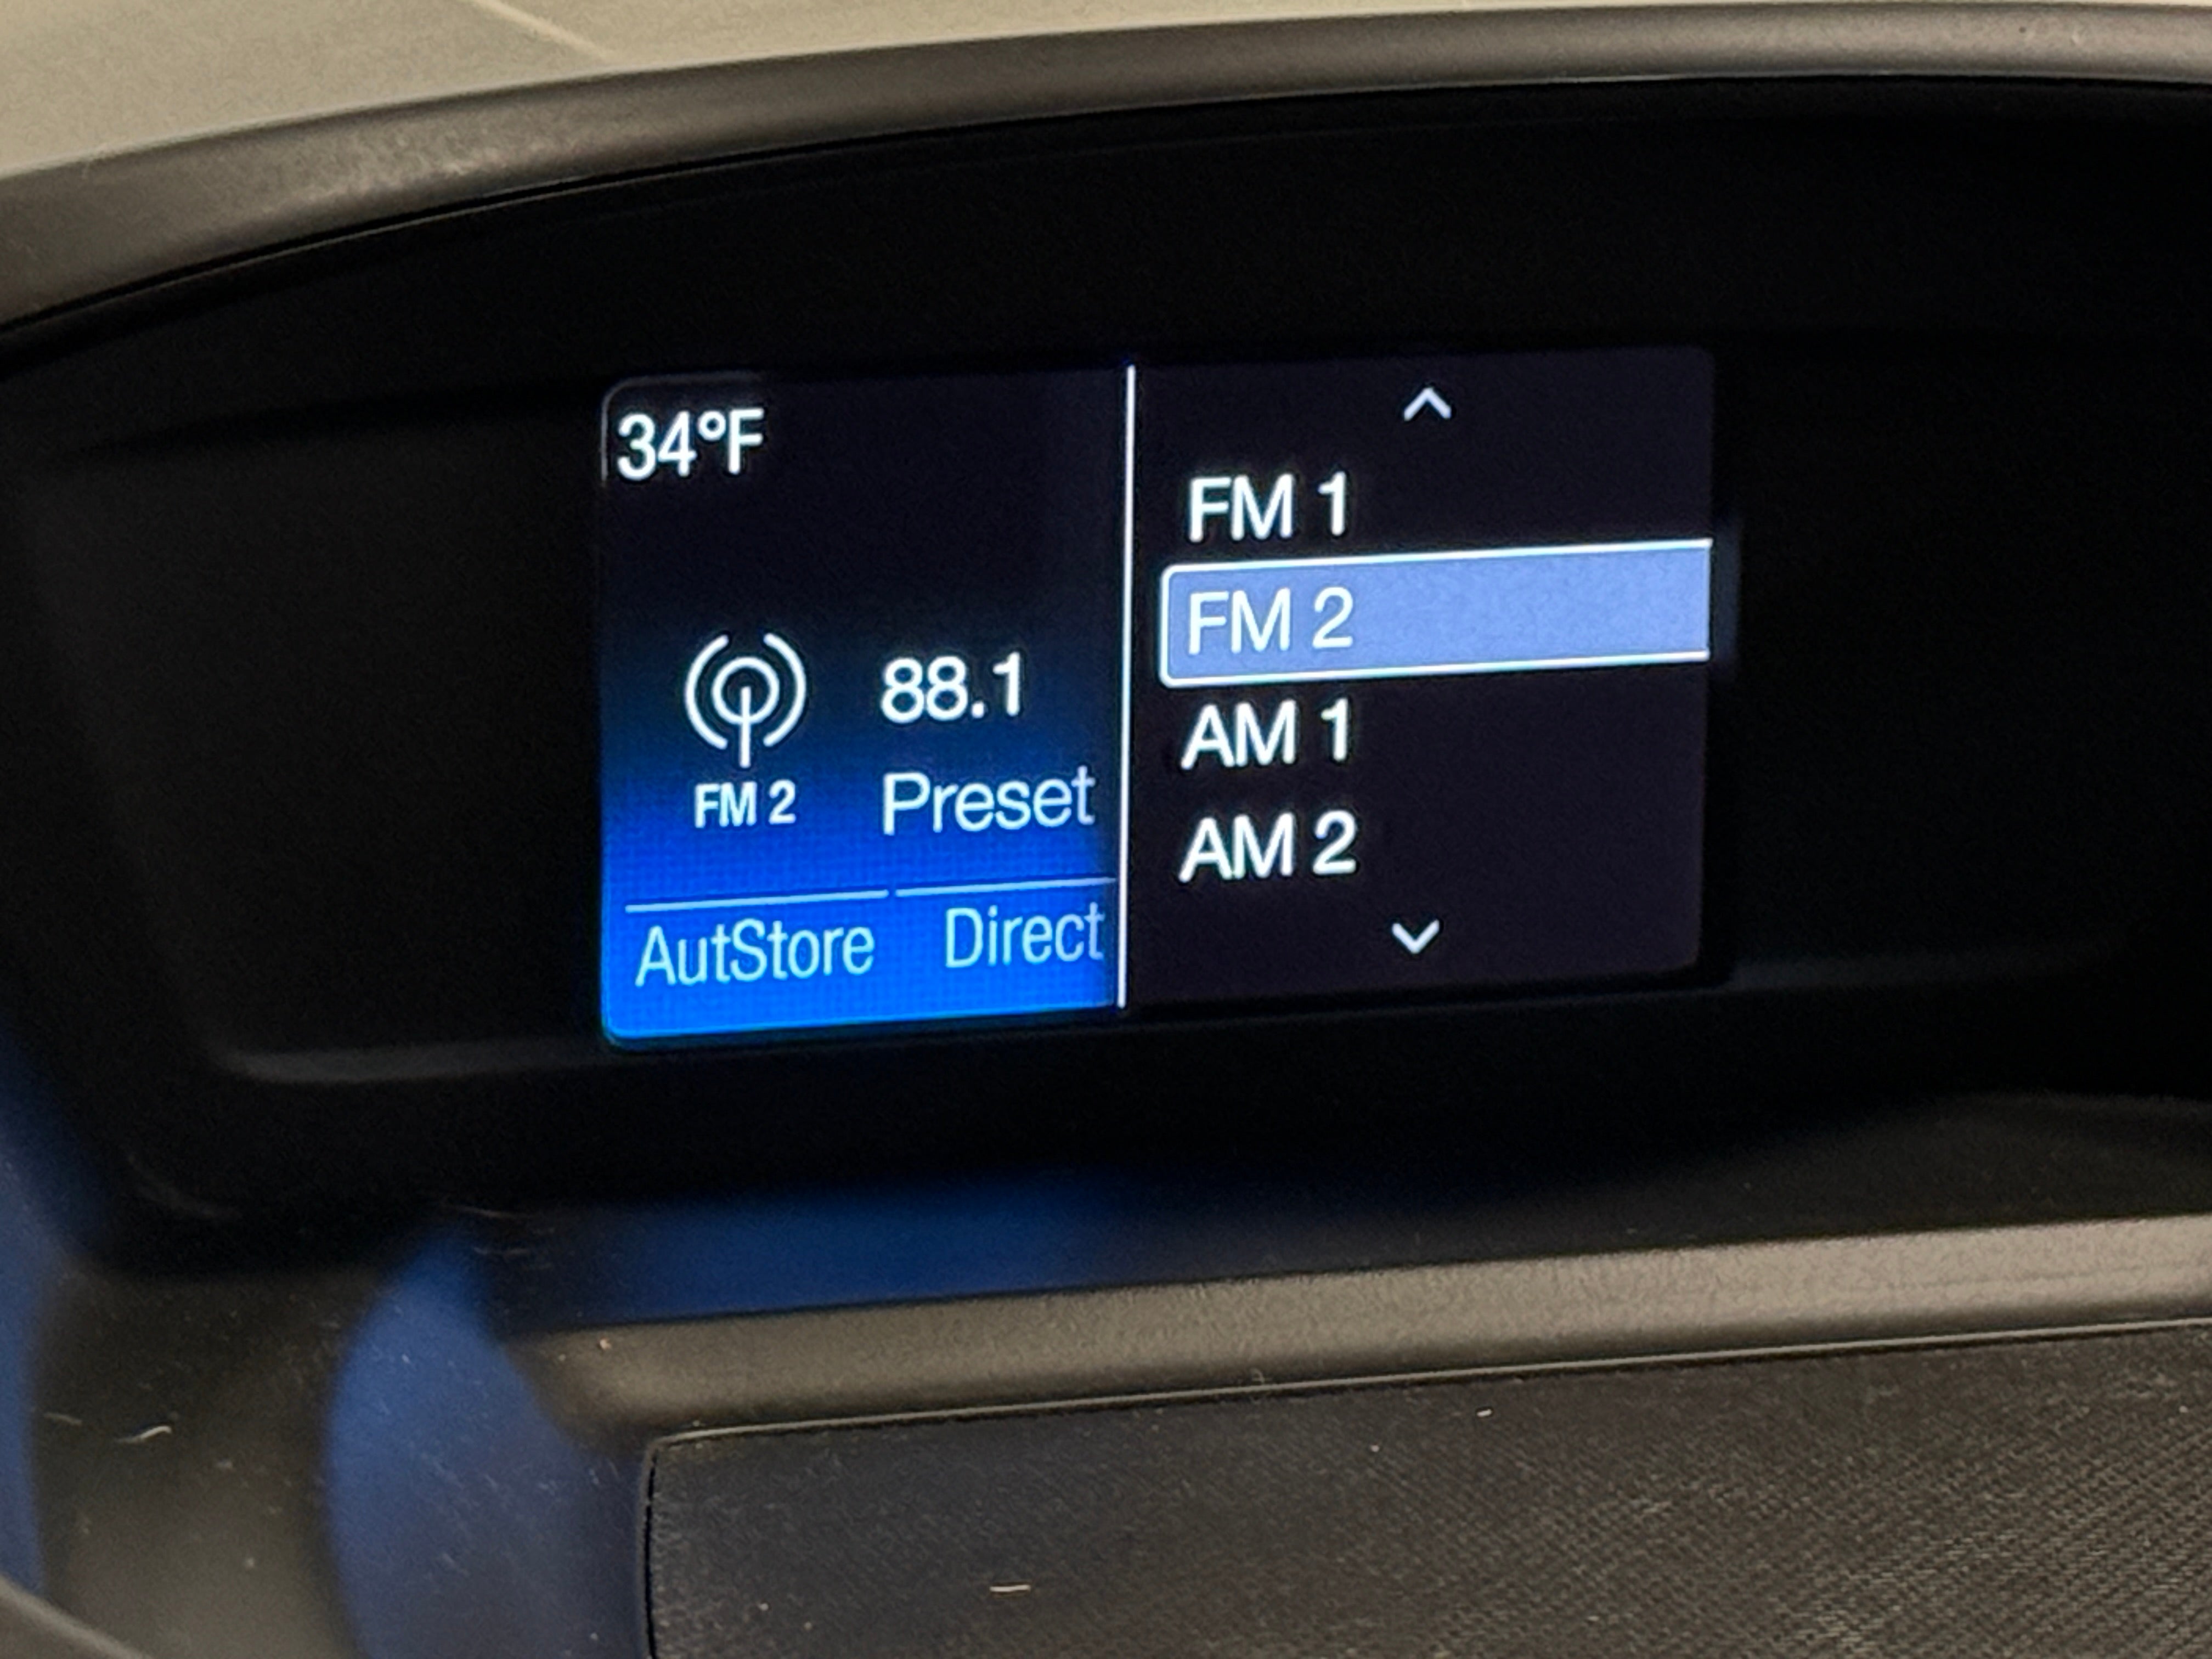 34°F
88.1
FM 2
Preset
AutStore
Direct
FM 1
FM 2
AM 1
AM 2